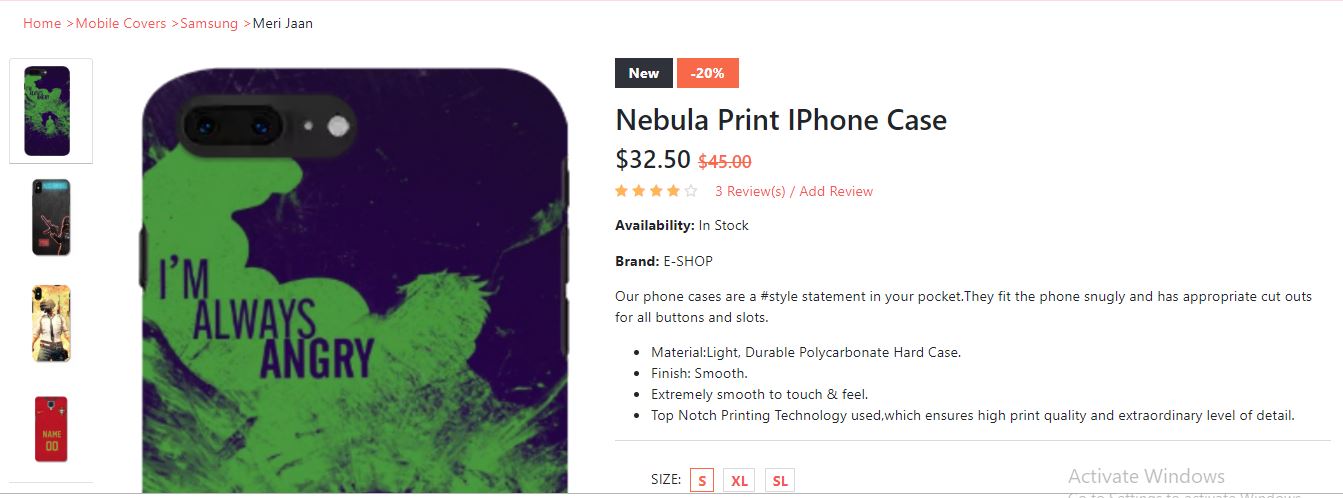 Home >Mobile Covers >Samsung >Meri Jaan
New -20%
Nebula Print IPhone Case
$32.50 $45.00
3 Review(s) / Add Review
Availability: In Stock
Brand: E-SHOP
Our phone cases are a #style statement in your pocket.They fit the phone snugly and has appropriate cut outs
for all buttons and slots.
Material:Light, Durable Polycarbonate Hard Case.
Finish: Smooth.
Extremely smooth to touch & feel.
Top Notch Printing Technology used,which ensures high print quality and extraordinary level of detail.
SIZE: S XL SL
I'M
ALWAYS
ANGRY
NAME
00
Activate Windows